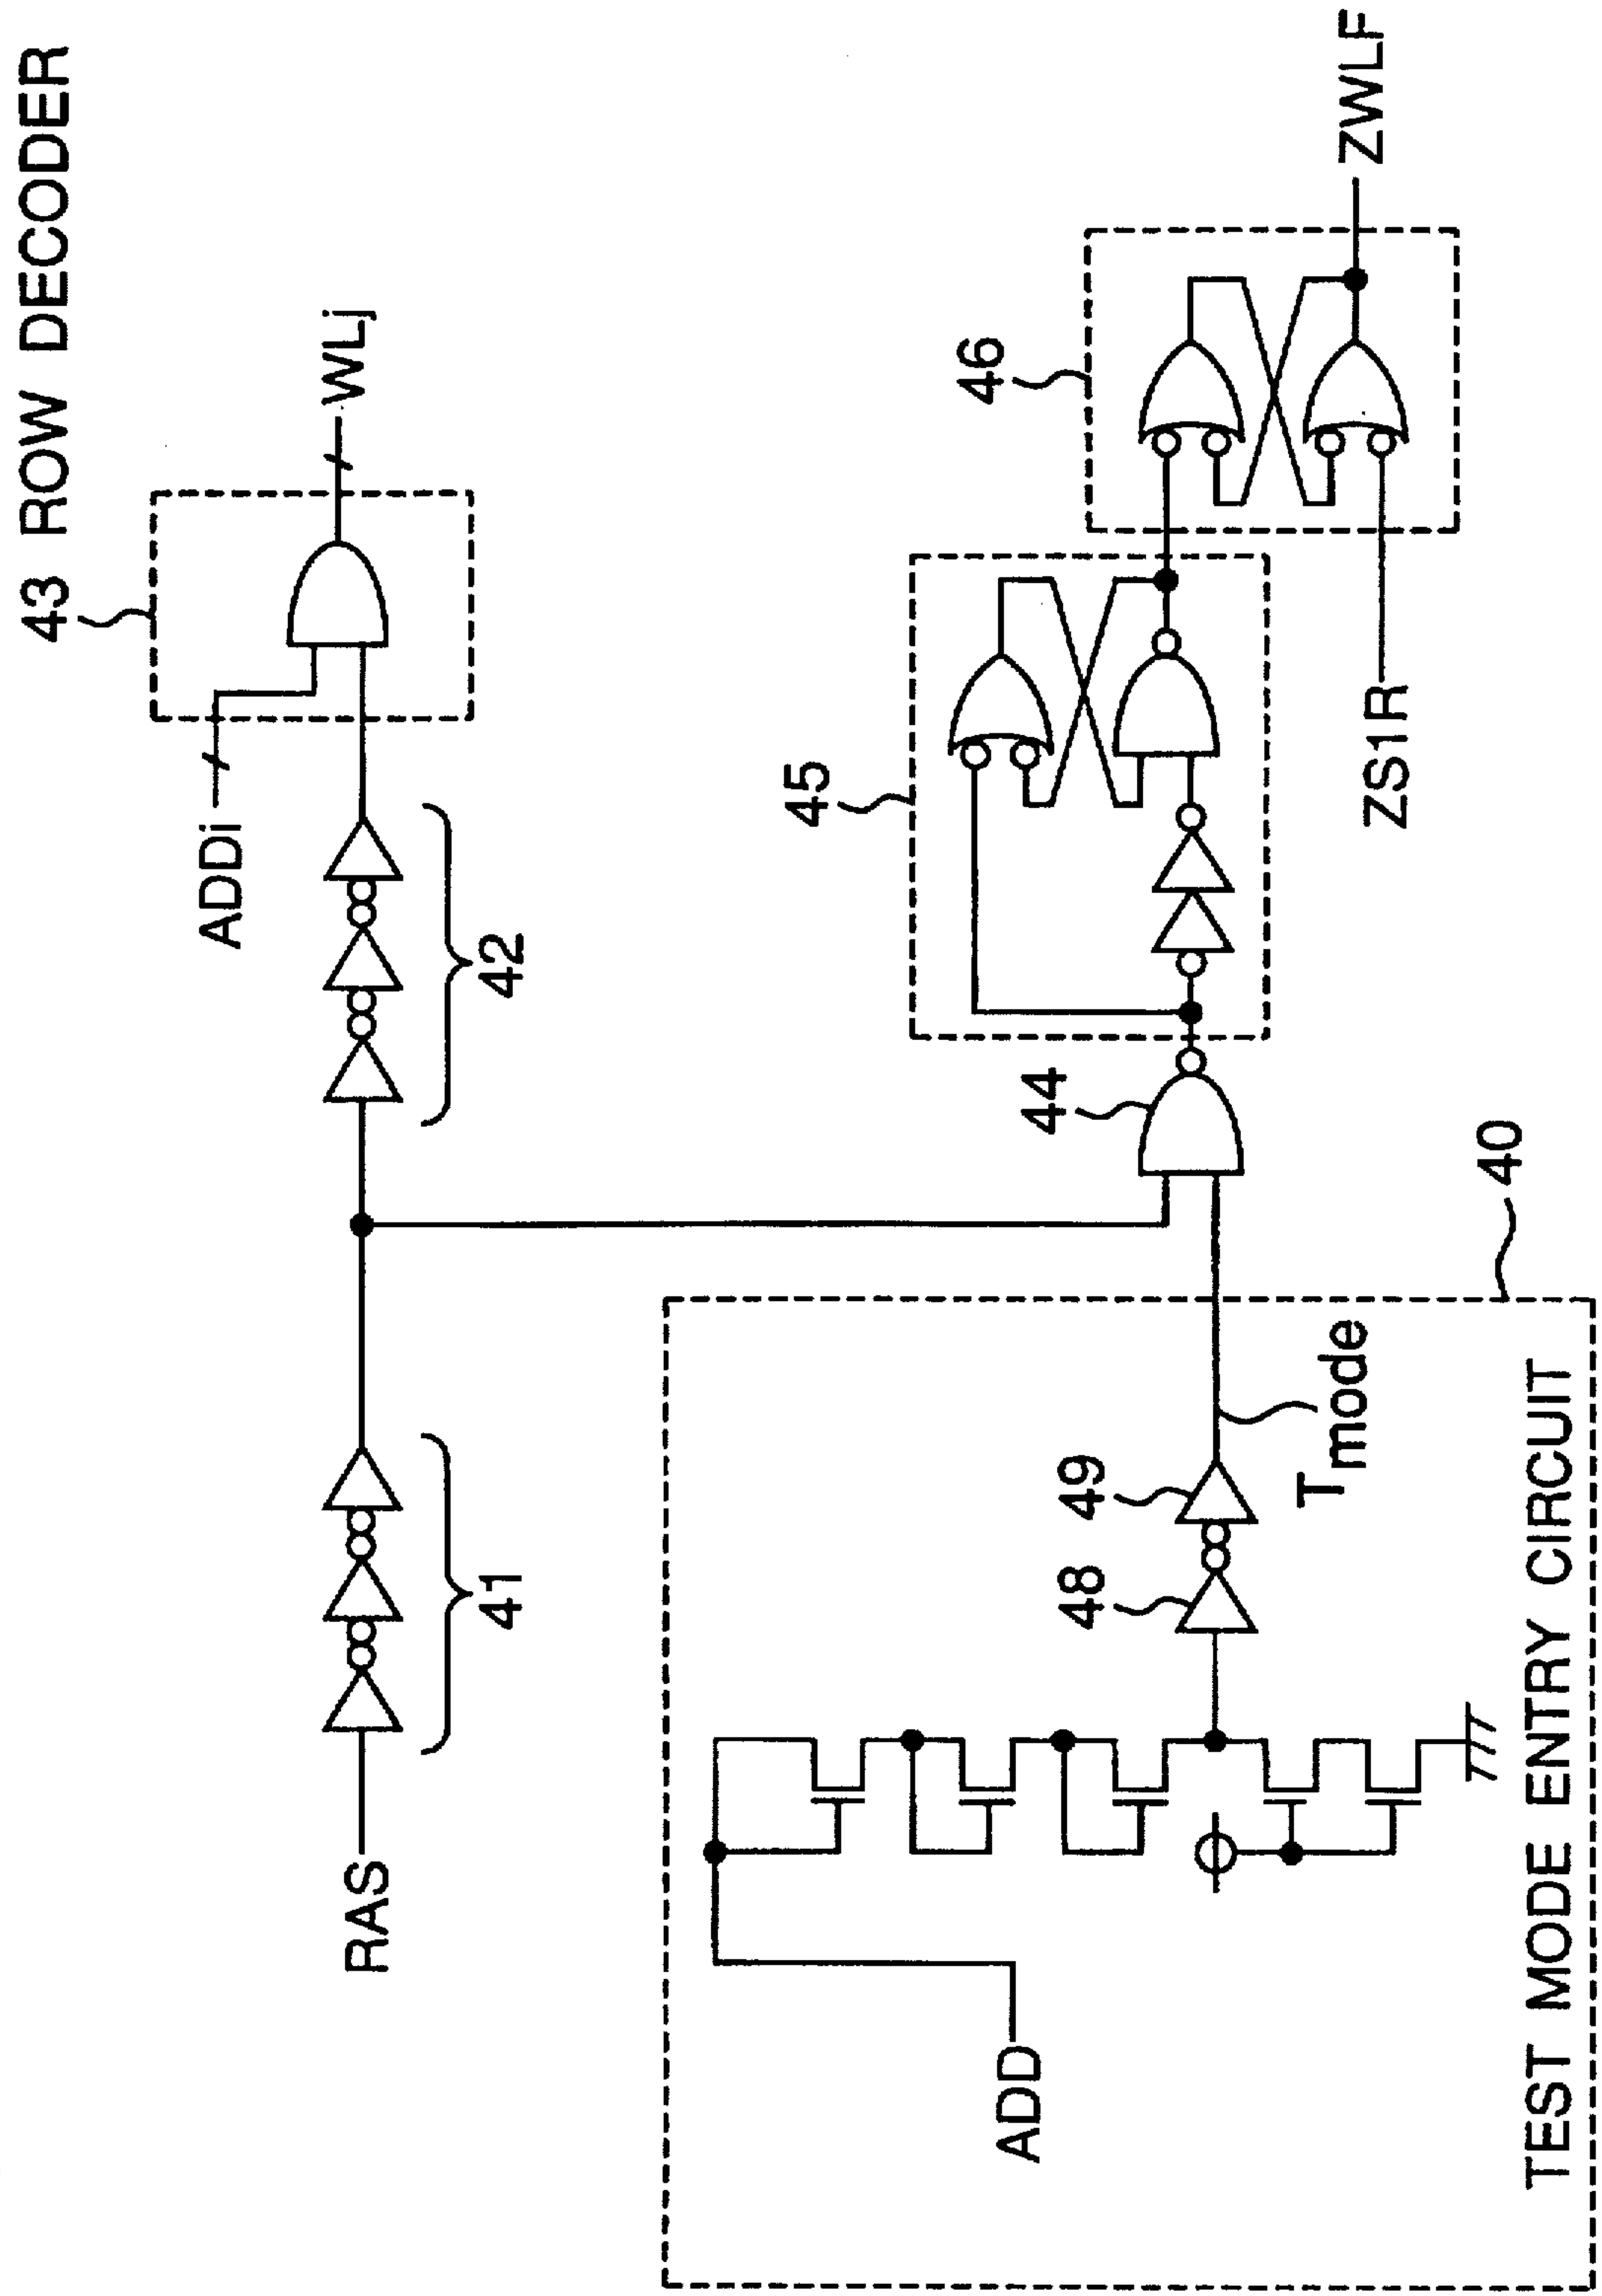 43 ROW DECODER
ADDi
WLj
RAS
41
42
45
46
44
ZWLF
ZS1R
40
ADD
48
49
Tmode
TEST MODE ENTRY CIRCUIT